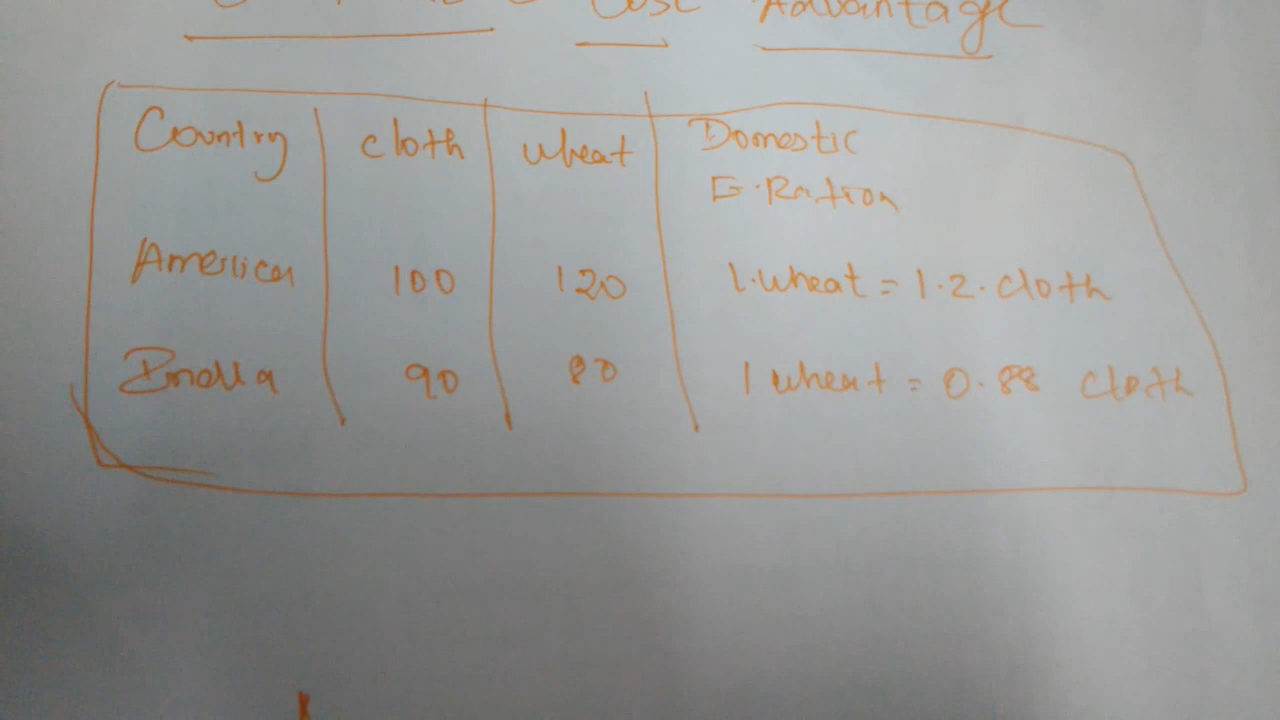 Cost Advantage
Country cloth wheat Domestic
E.Ration
America 100 120 1.wheat = 1.2.cloth
India 90 80 1 wheat = 0.88 cloth